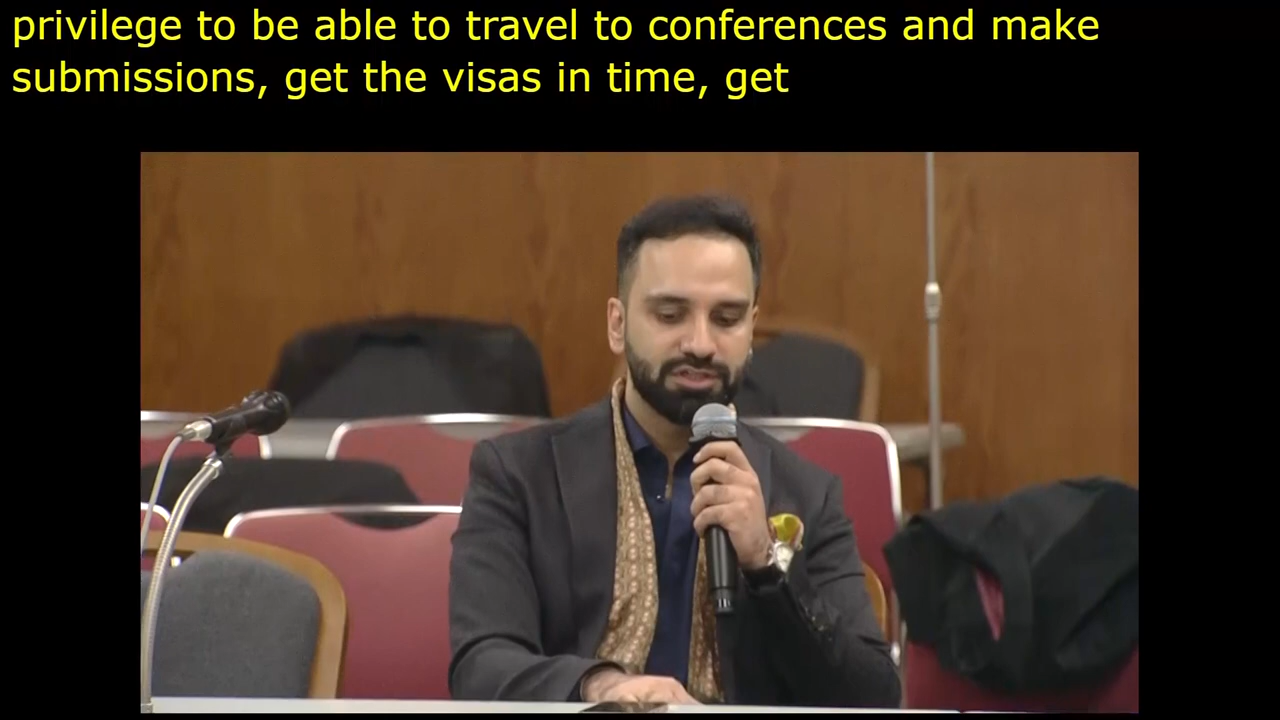 privilege to be able to travel to conferences and make
submissions, get the visas in time, get